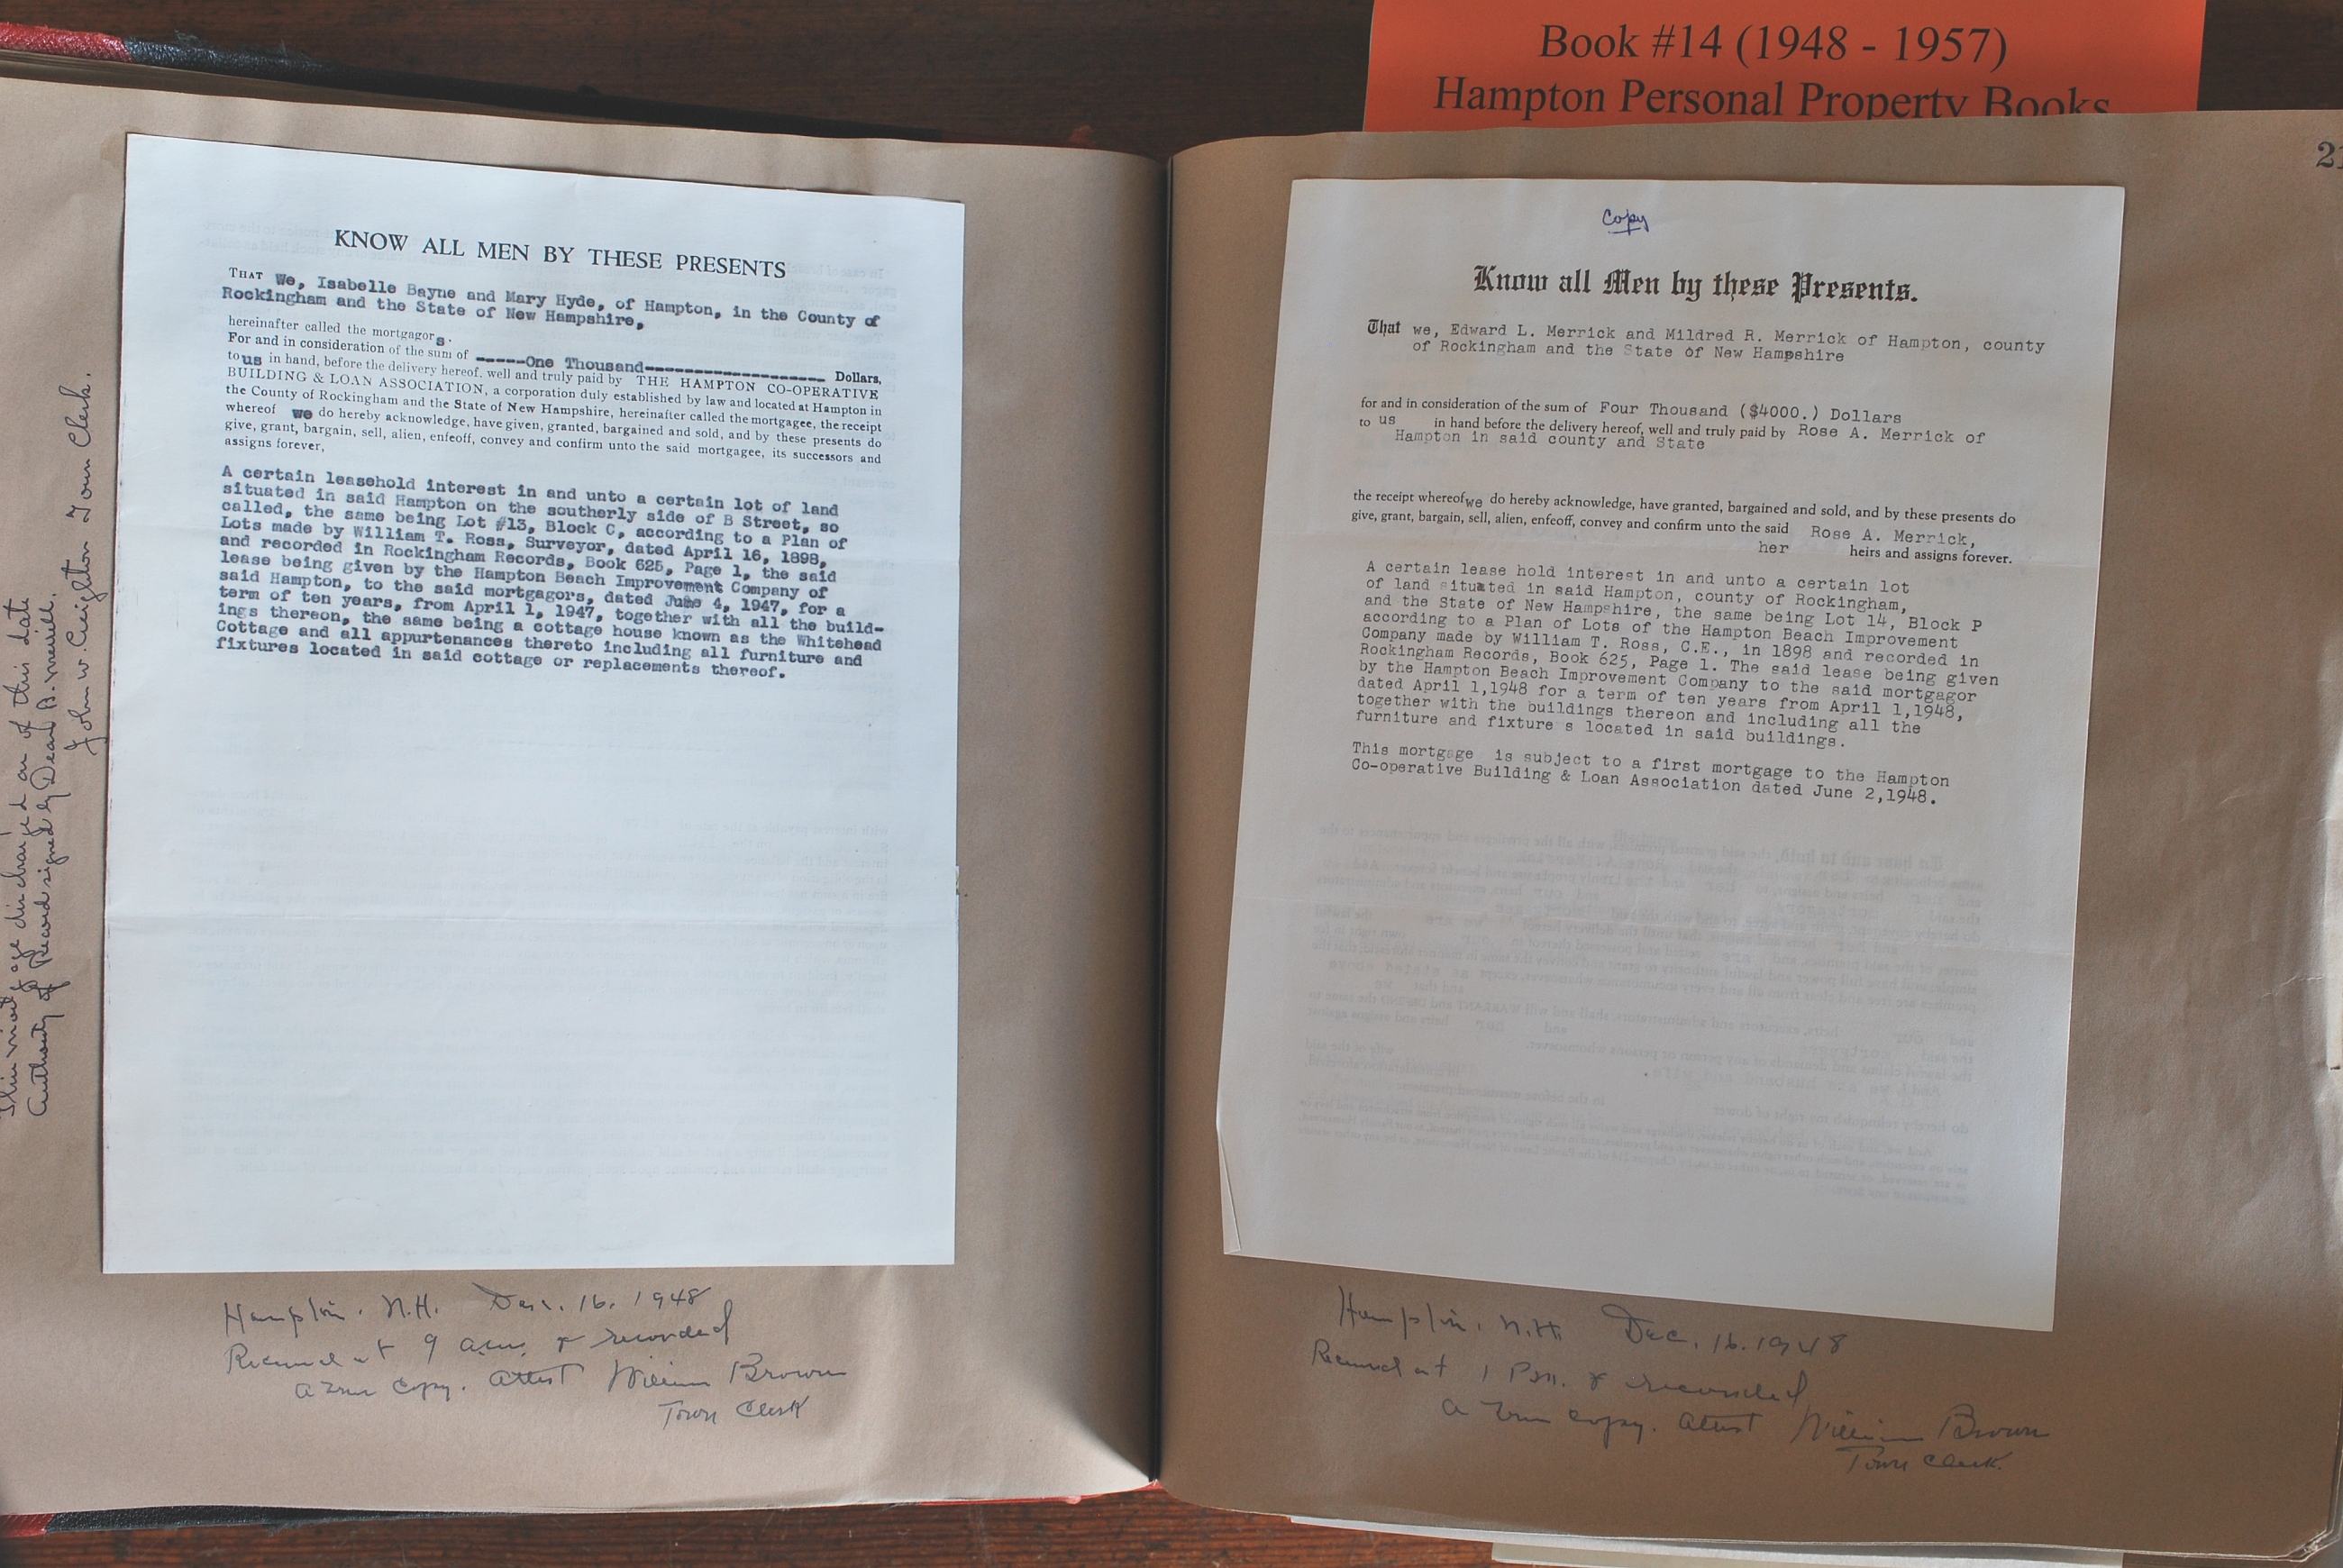 Book #14 (1948 - 1957)
Hampton Personal Property Books
21
This mortgage discharged as of this date
Authority of Record signed by Dean B. Merrill.
John W. Creighton Town Clerk.
KNOW ALL MEN BY THESE PRESENTS
THAT We, Isabelle Bayne and Mary Hyde, of Hampton, in the County of
Rockingham and the State of New Hampshire,
hereinafter called the mortgagors.
For and in consideration of the sum of -----One Thousand------------------- Dollars,
to us in hand, before the delivery hereof, well and truly paid by THE HAMPTON CO-OPERATIVE
BUILDING & LOAN ASSOCIATION, a corporation duly established by law and located at Hampton in
the County of Rockingham and the State of New Hampshire, hereinafter called the mortgagee, the receipt
whereof we do hereby acknowledge, have given, granted, bargained and sold, and by these presents do
give, grant, bargain, sell, alien, enfeoff, convey and confirm unto the said mortgagee, its successors and
assigns forever,
A certain leasehold interest in and unto a certain lot of land
situated in said Hampton on the southerly side of B Street, so
called, the same being Lot #13, Block C, according to a Plan of
Lots made by William T. Ross, Surveyor, dated April 16, 1898,
and recorded in Rockingham Records, Book 625, Page 1, the said
lease being given by the Hampton Beach Improvement Company of
said Hampton, to the said mortgagors, dated June 4, 1947, for a
term of ten years, from April 1, 1947, together with all the build-
ings thereon, the same being a cottage house known as the Whitehead
Cottage and all appurtenances thereto including all furniture and
fixtures located in said cottage or replacements thereof.
Hampton. N.H. Dec. 16. 1948
Received at 9 a.m. & recorded
a true copy. Attest William Brown
Town Clerk
Copy
Know all Men by these Presents.
That we, Edward L. Merrick and Mildred R. Merrick of Hampton, county
of Rockingham and the State of New Hampshire
for and in consideration of the sum of Four Thousand ($4000.) Dollars
to us in hand before the delivery hereof, well and truly paid by Rose A. Merrick of
Hampton in said county and State
the receipt whereof we do hereby acknowledge, have granted, bargained and sold, and by these presents do
give, grant, bargain, sell, alien, enfeoff, convey and confirm unto the said Rose A. Merrick,
her heirs and assigns forever.
A certain lease hold interest in and unto a certain lot
of land situated in said Hampton, county of Rockingham,
and the State of New Hampshire, the same being Lot 14, Block P
according to a Plan of Lots of the Hampton Beach Improvement
Company made by William T. Ross, C.E., in 1898 and recorded in
Rockingham Records, Book 625, Page 1. The said lease being given
by the Hampton Beach Improvement Company to the said mortgagor
dated April 1,1948 for a term of ten years from April 1,1948,
together with the buildings thereon and including all the
furniture and fixture s located in said buildings.
This mortgage is subject to a first mortgage to the Hampton
Co-operative Building & Loan Association dated June 2,1948.
Hampton. N.H. Dec. 16. 1948
Received at 1 P.M. & recorded
a true copy. Attest William Brown
Town Clerk.